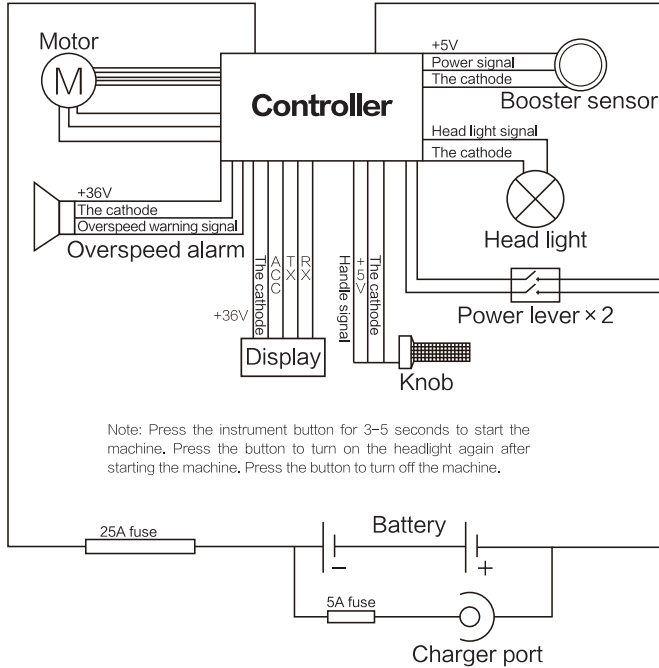 Motor
M
Controller
+5V
Power signal
The cathode
Booster sensor
Head light signal
The cathode
Head light
+36V
The cathode
Overspeed warning signal
Overspeed alarm
+36V
The cathode
ACC
TX
RX
Display
Handle signal
+5V
The cathode
Knob
Power lever × 2
Note: Press the instrument button for 3-5 seconds to start the
machine. Press the button to turn on the headlight again after
starting the machine. Press the button to turn off the machine.
25A fuse
Battery
−
+
5A fuse
Charger port